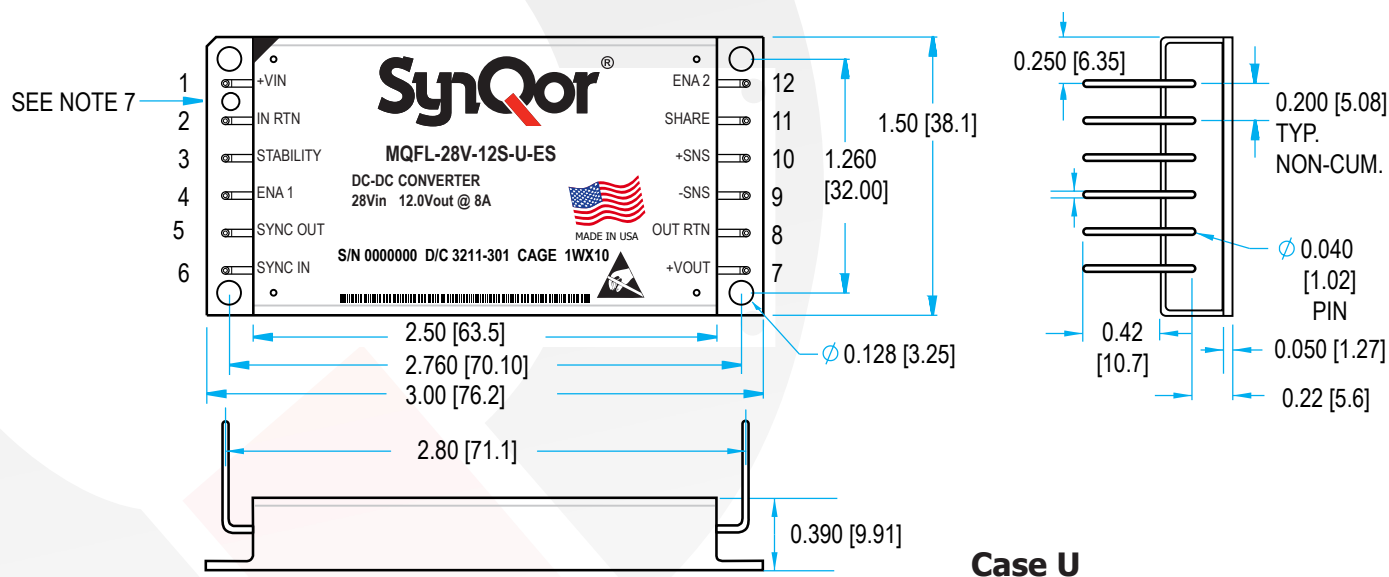 SynQor®
1
+VIN
ENA 2
12
SEE NOTE 7
2
IN RTN
SHARE
11
3
STABILITY
MQFL-28V-12S-U-ES
+SNS
10
4
ENA 1
DC-DC CONVERTER
28Vin 12.0Vout @ 8A
-SNS
9
5
SYNC OUT
MADE IN USA
OUT RTN
8
6
SYNC IN
S/N 0000000 D/C 3211-301 CAGE 1WX10
+VOUT
7
1.50 [38.1]
1.260
[32.00]
2.50 [63.5]
Ø 0.128 [3.25]
2.760 [70.10]
3.00 [76.2]
0.250 [6.35]
0.200 [5.08]
TYP.
NON-CUM.
Ø 0.040
[1.02]
PIN
0.42
[10.7]
0.050 [1.27]
0.22 [5.6]
2.80 [71.1]
0.390 [9.91]
Case U